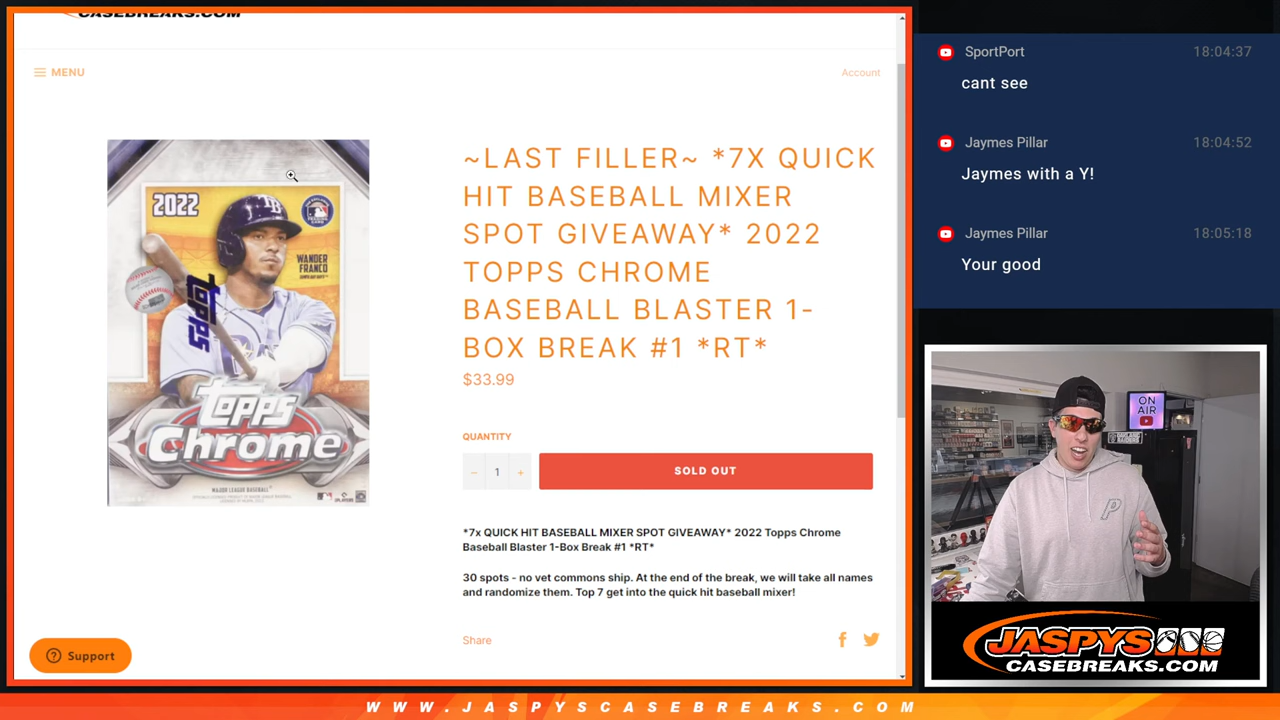 CASEBREAKS.COM
MENU
Account
2022
WANDER
FRANCO
topps
topps
Chrome
MAJOR LEAGUE BASEBALL
~LAST FILLER~ *7X QUICK
HIT BASEBALL MIXER
SPOT GIVEAWAY* 2022
TOPPS CHROME
BASEBALL BLASTER 1-
BOX BREAK #1 *RT*
$33.99
QUANTITY
− 1 +
SOLD OUT
*7x QUICK HIT BASEBALL MIXER SPOT GIVEAWAY* 2022 Topps Chrome
Baseball Blaster 1-Box Break #1 *RT*
30 spots - no vet commons ship. At the end of the break, we will take all names
and randomize them. Top 7 get into the quick hit baseball mixer!
Share
Support
SportPort 18:04:37
cant see
Jaymes Pillar 18:04:52
Jaymes with a Y!
Jaymes Pillar 18:05:18
Your good
ON
AIR
JASPYS
CASEBREAKS.COM
WWW.JASPYSCASEBREAKS.COM